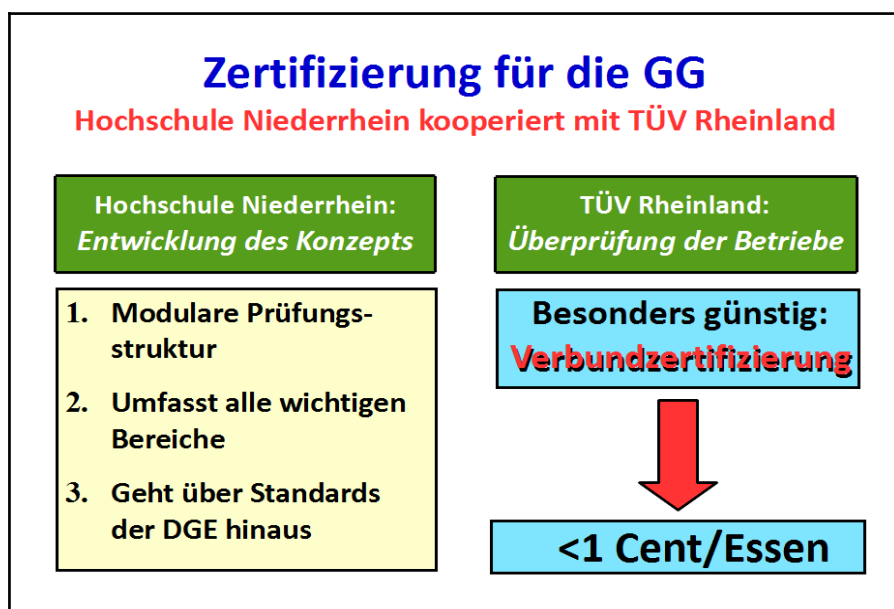 Zertifizierung für die GG
Hochschule Niederrhein kooperiert mit TÜV Rheinland
Hochschule Niederrhein:
Entwicklung des Konzepts
1. Modulare Prüfungs-
struktur
2. Umfasst alle wichtigen
Bereiche
3. Geht über Standards
der DGE hinaus
TÜV Rheinland:
Überprüfung der Betriebe
Besonders günstig:
Verbundzertifizierung
<1 Cent/Essen